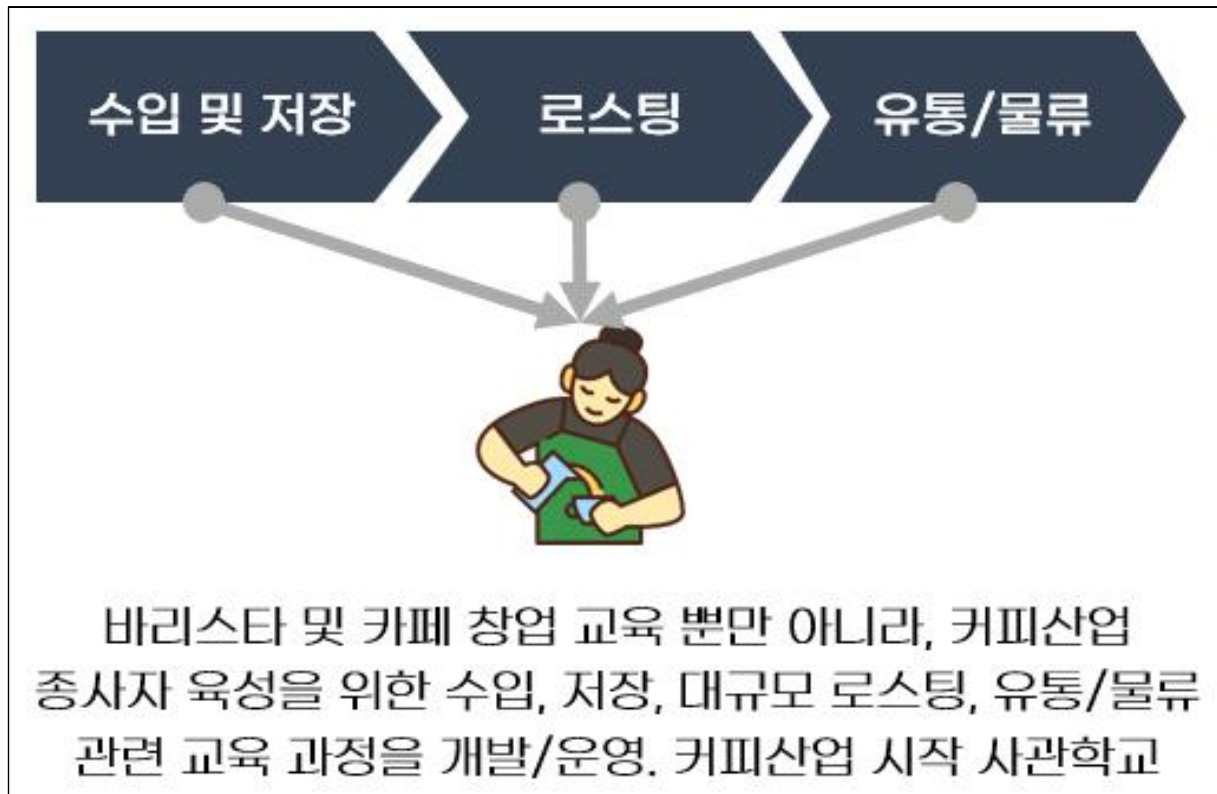 수입 및 저장
로스팅
유통/물류
바리스타 및 카페 창업 교육 뿐만 아니라, 커피산업
종사자 육성을 위한 수입, 저장, 대규모 로스팅, 유통/물류
관련 교육 과정을 개발/운영. 커피산업 시작 사관학교